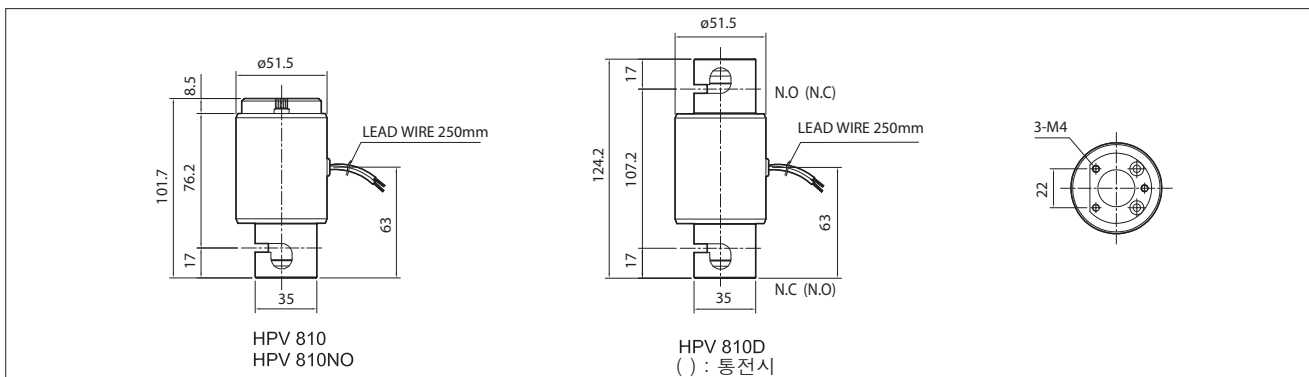 ø51.5
8.5
LEAD WIRE 250mm
101.7
76.2
63
17
35
HPV 810
HPV 810NO
ø51.5
17
N.O (N.C)
LEAD WIRE 250mm
124.2
107.2
63
17
35
N.C (N.O)
HPV 810D
( ) : 통전시
3-M4
22